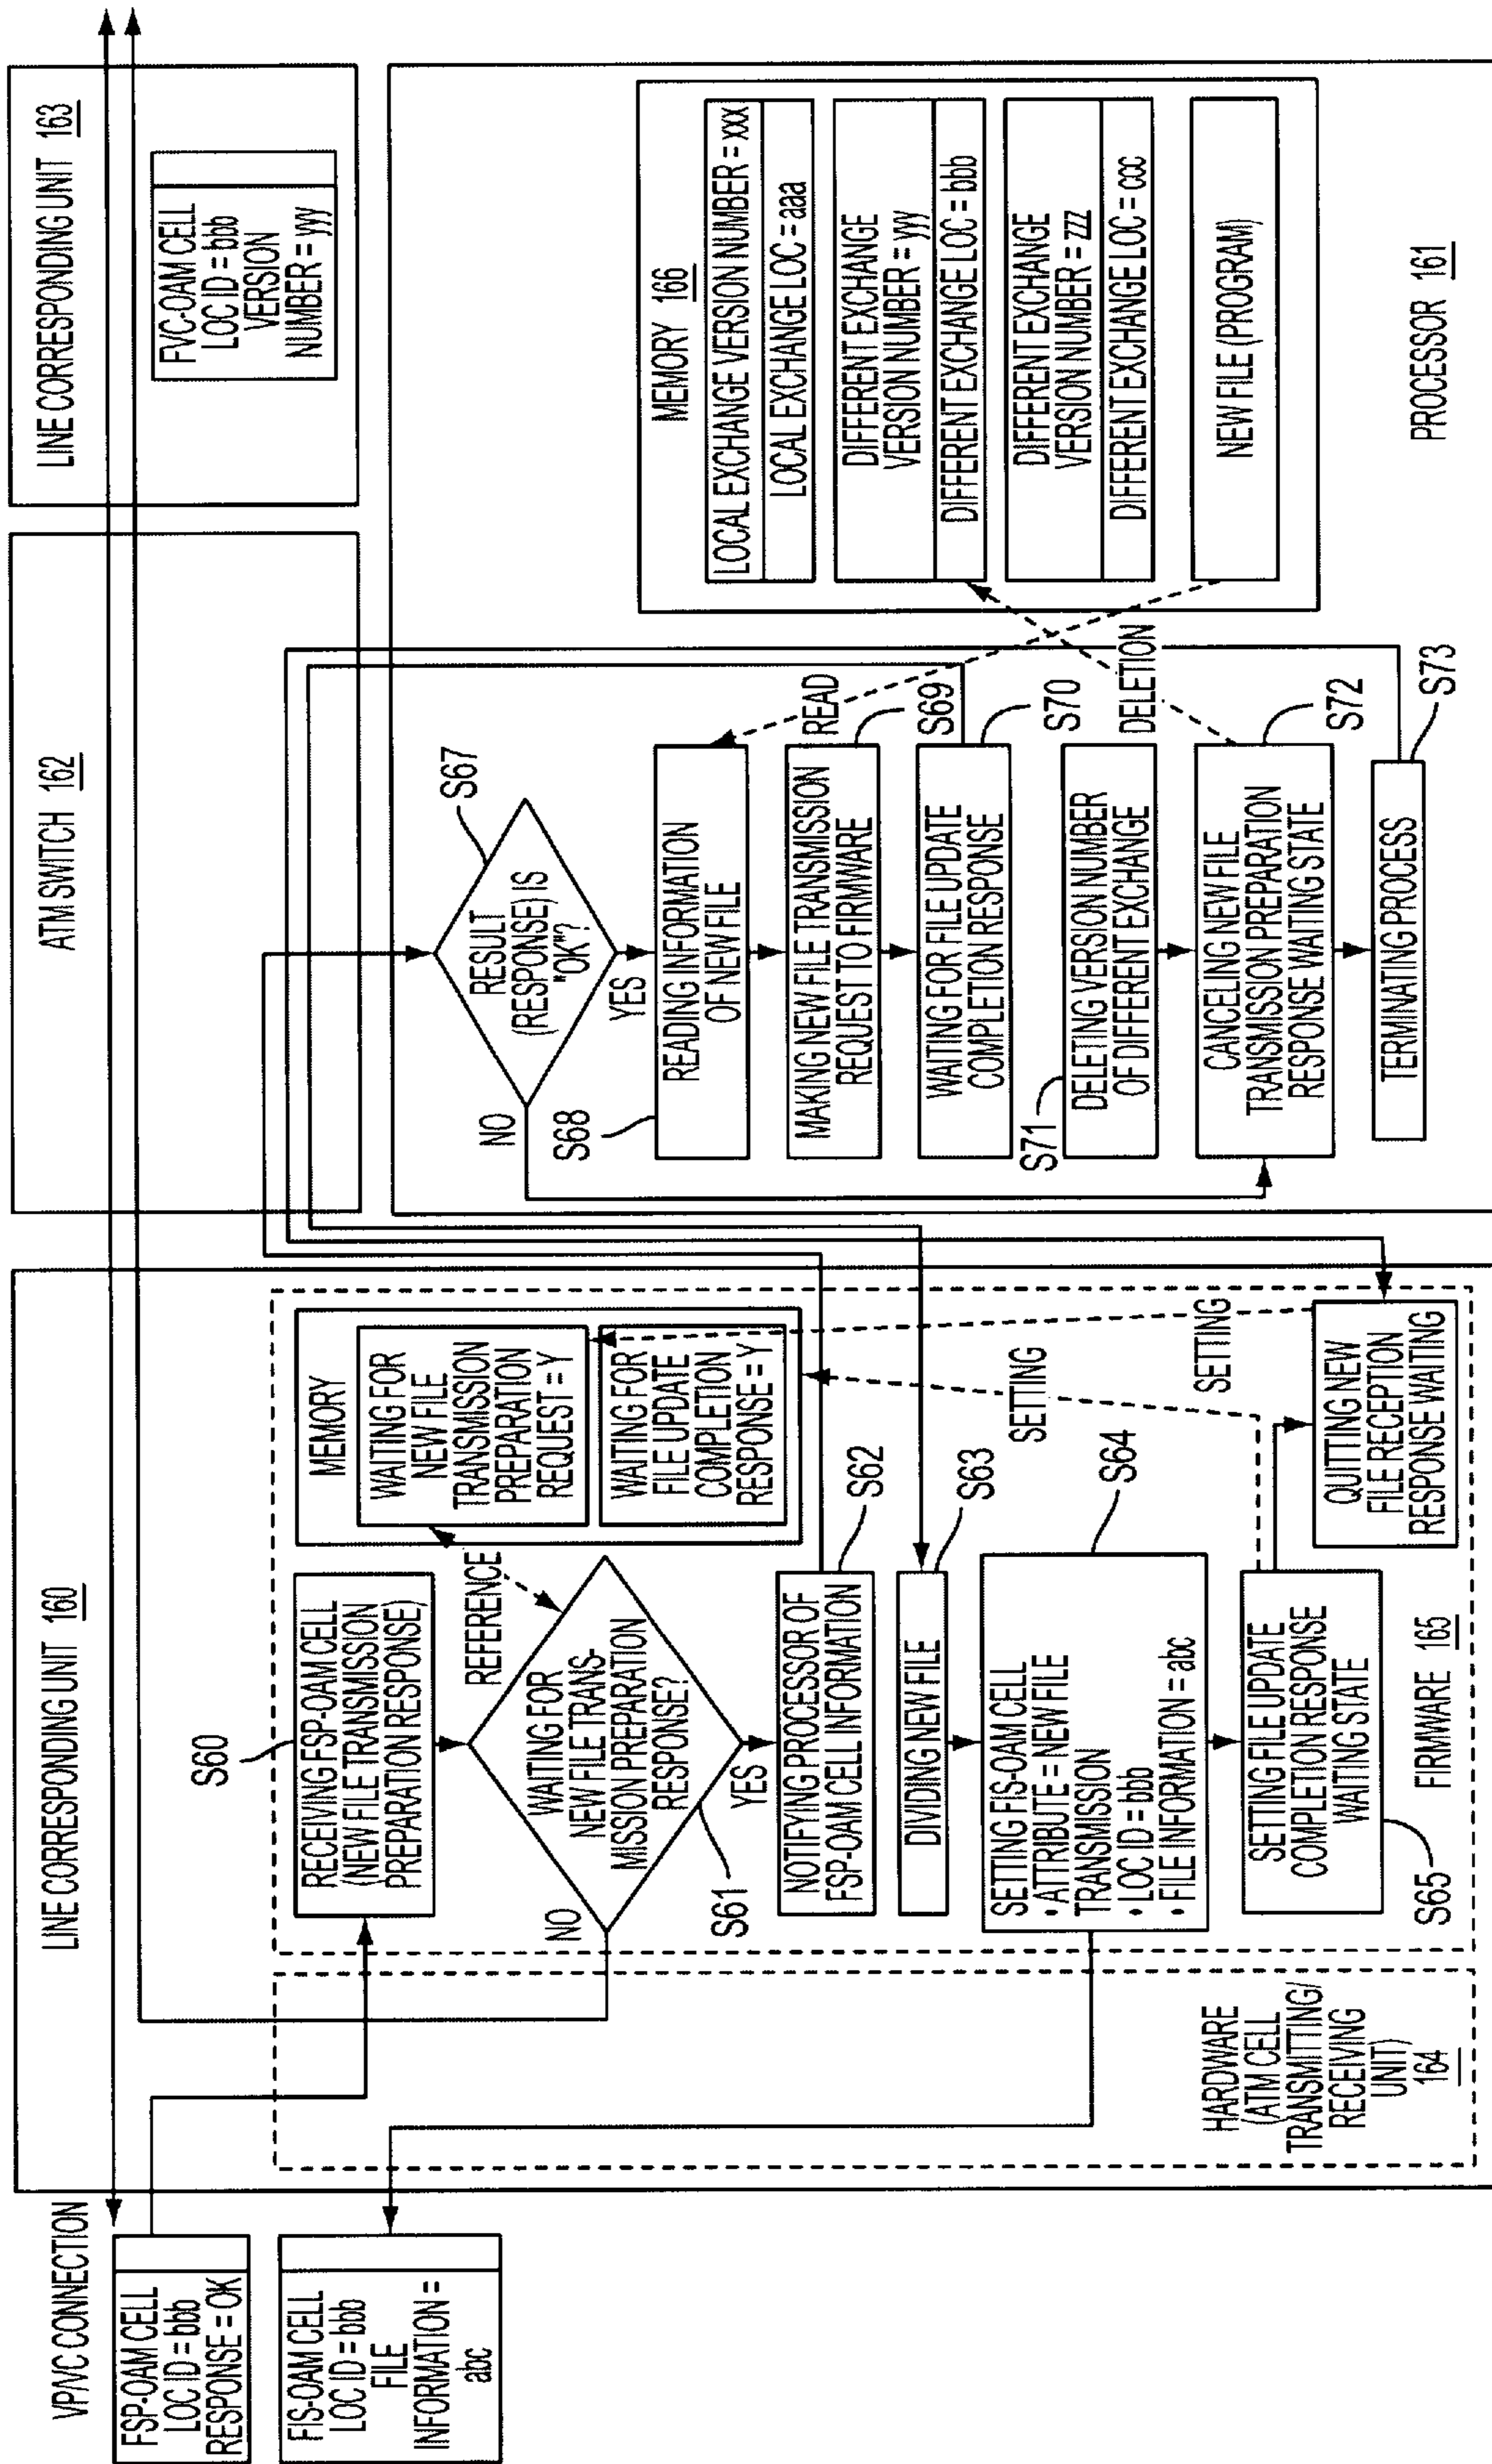 VP/VC CONNECTION
FSP-OAM CELL
LOC ID = bbb
RESPONSE = OK
FIS-OAM CELL
LOC ID = bbb
FILE
INFORMATION =
abc
LINE CORRESPONDING UNIT 160
S60
RECEIVING FSP-OAM CELL
(NEW FILE TRANSMISSION
PREPARATION RESPONSE)
REFERENCE
MEMORY
WAITING FOR
NEW FILE
TRANSMISSION
PREPARATION
REQUEST = Y
WAITING FOR
FILE UPDATE
COMPLETION
RESPONSE = Y
WAITING FOR
NEW FILE TRANS-
MISSION PREPARATION
RESPONSE?
NO
YES
S61
NOTIFYING PROCESSOR OF
FSP-OAM CELL INFORMATION
S62
DIVIDING NEW FILE
S63
SETTING FIS-OAM CELL
• ATTRIBUTE = NEW FILE
TRANSMISSION
• LOC ID = bbb
• FILE INFORMATION = abc
S64
SETTING
SETTING
SETTING FILE UPDATE
COMPLETION RESPONSE
WAITING STATE
S65
QUITTING NEW
FILE RECEPTION
RESPONSE WAITING
FIRMWARE 165
HARDWARE
(ATM CELL
TRANSMITTING/
RECEIVING
UNIT)
164
ATM SWITCH 162
S67
RESULT
(RESPONSE) IS
"OK"?
NO
YES
S68
READING INFORMATION
OF NEW FILE
READ
MAKING NEW FILE TRANSMISSION
REQUEST TO FIRMWARE
S69
WAITING FOR FILE UPDATE
COMPLETION RESPONSE
S70
S71
DELETING VERSION NUMBER
OF DIFFERENT EXCHANGE
DELETION
CANCELING NEW FILE
TRANSMISSION PREPARATION
RESPONSE WAITING STATE
S72
TERMINATING PROCESS
S73
LINE CORRESPONDING UNIT 163
FVC-OAM CELL
LOC ID = bbb
VERSION
NUMBER = yyy
MEMORY 166
LOCAL EXCHANGE VERSION NUMBER = xxx
LOCAL EXCHANGE LOC = aaa
DIFFERENT EXCHANGE
VERSION NUMBER = yyy
DIFFERENT EXCHANGE LOC = bbb
DIFFERENT EXCHANGE
VERSION NUMBER = zzz
DIFFERENT EXCHANGE LOC = ccc
NEW FILE (PROGRAM)
PROCESSOR 161